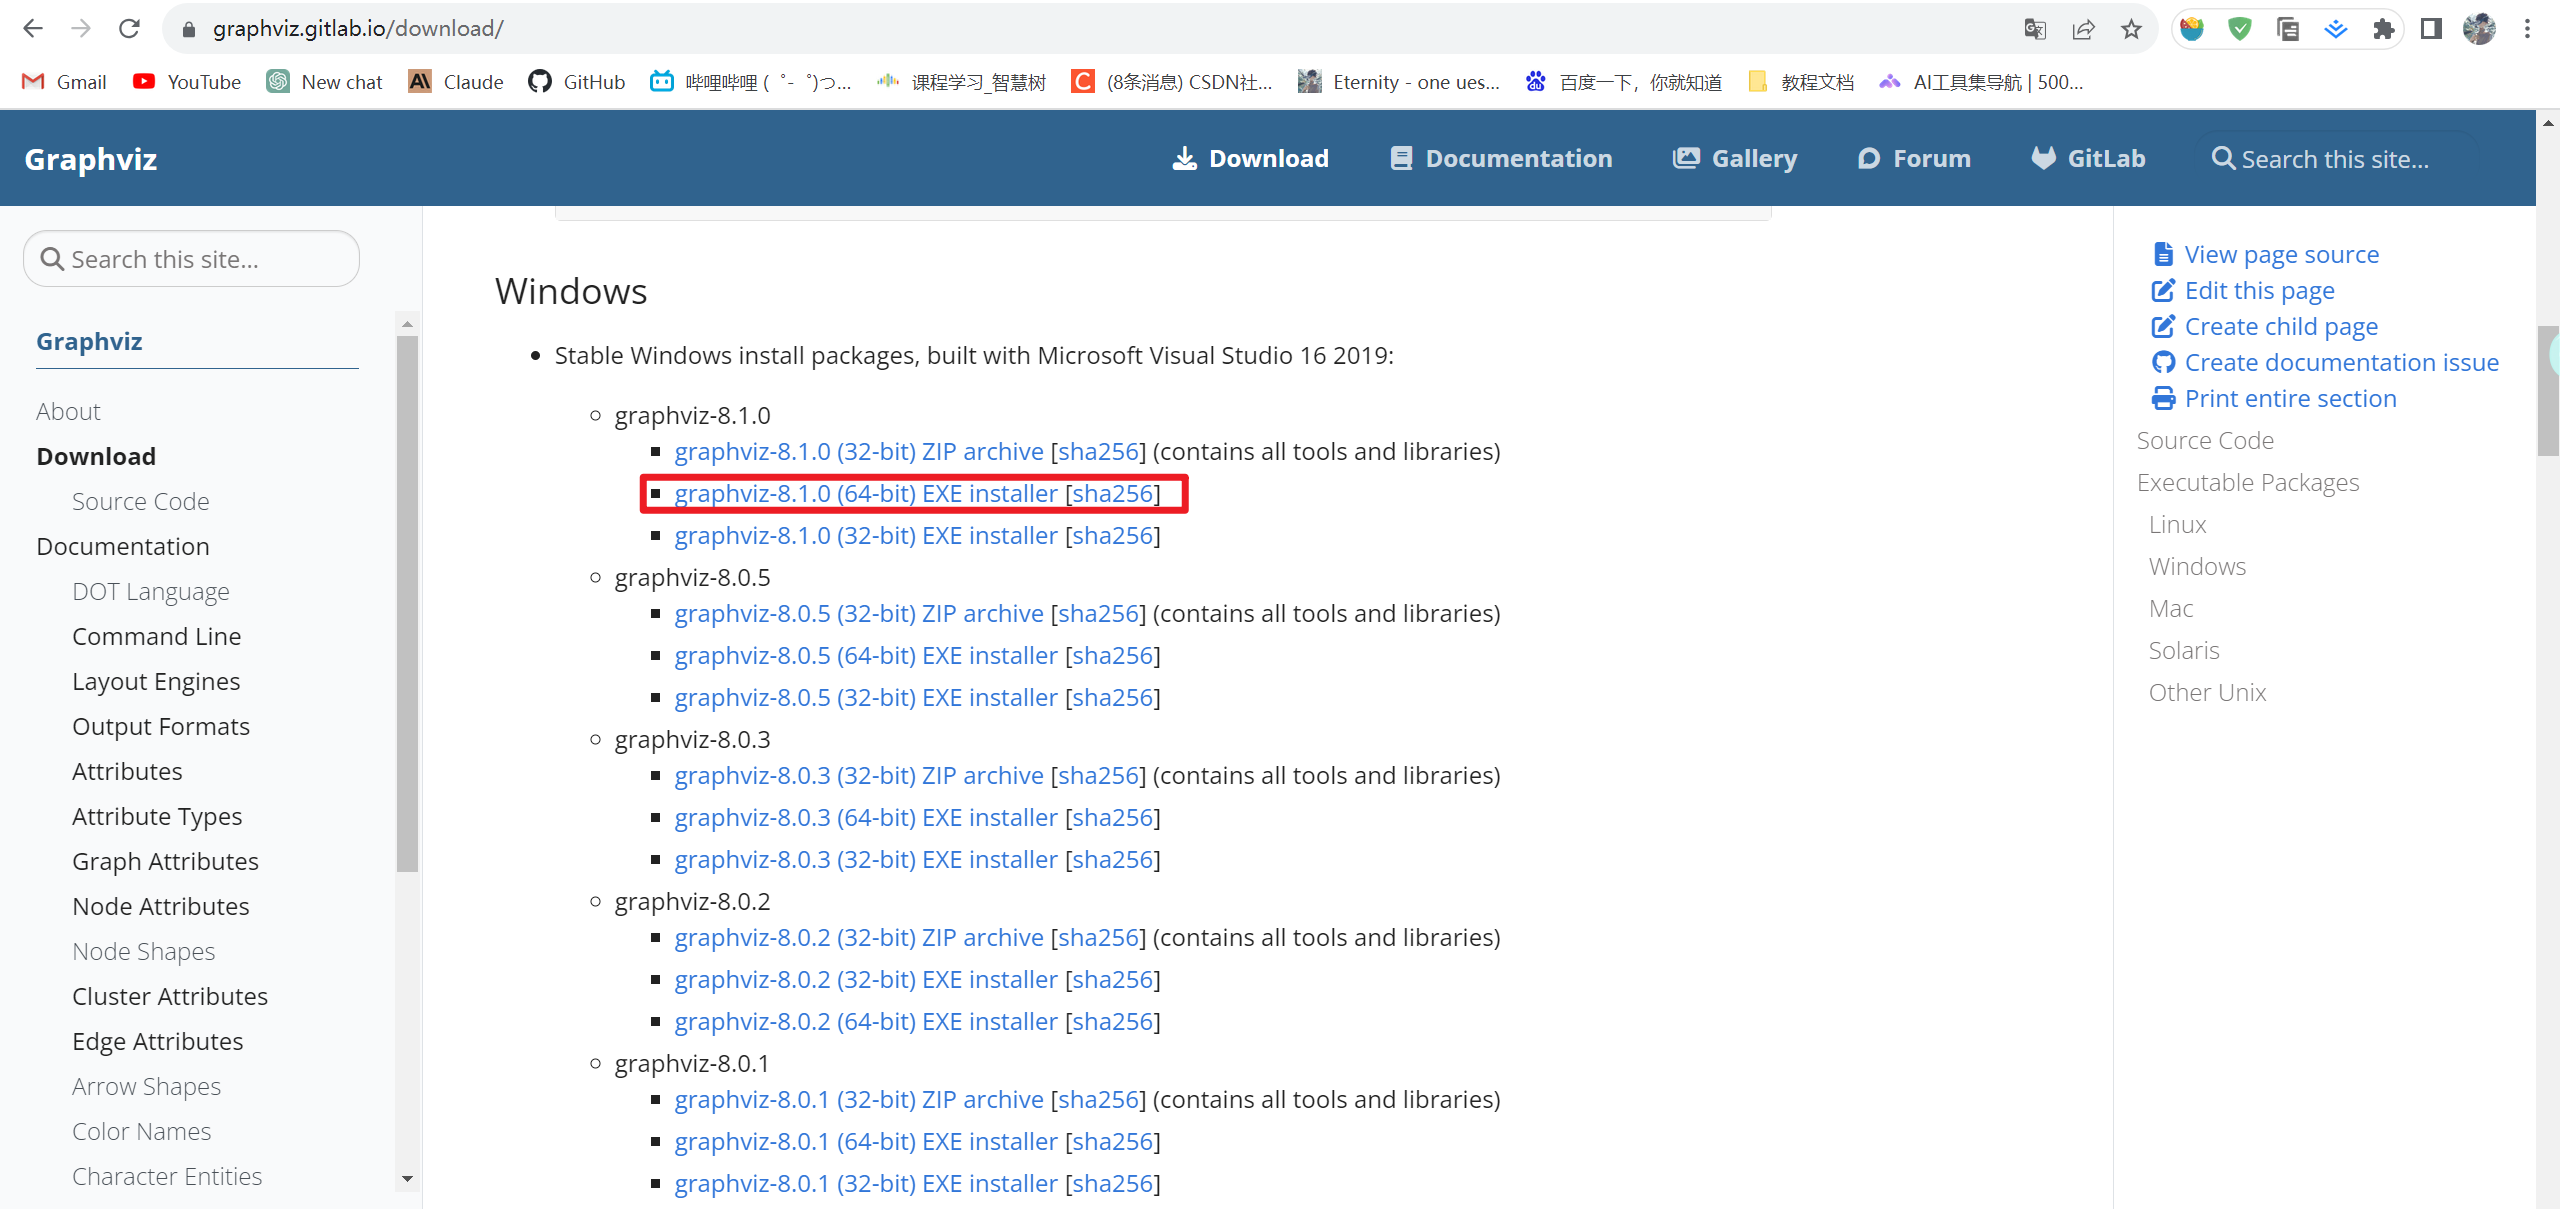 graphviz.gitlab.io/download/
Gmail YouTube New chat Claude GitHub 哔哩哔哩 (゜-゜)つ... 课程学习_智慧树 (8条消息) CSDN社... Eternity - one ues... 百度一下，你就知道 教程文档 AI工具集导航 | 500...
Graphviz Download Documentation Gallery Forum GitLab Search this site...
Search this site...
Graphviz
About
Download
Source Code
Documentation
DOT Language
Command Line
Layout Engines
Output Formats
Attributes
Attribute Types
Graph Attributes
Node Attributes
Node Shapes
Cluster Attributes
Edge Attributes
Arrow Shapes
Color Names
Character Entities
Windows
Stable Windows install packages, built with Microsoft Visual Studio 16 2019:
graphviz-8.1.0
graphviz-8.1.0 (32-bit) ZIP archive [sha256] (contains all tools and libraries)
graphviz-8.1.0 (64-bit) EXE installer [sha256]
graphviz-8.1.0 (32-bit) EXE installer [sha256]
graphviz-8.0.5
graphviz-8.0.5 (32-bit) ZIP archive [sha256] (contains all tools and libraries)
graphviz-8.0.5 (64-bit) EXE installer [sha256]
graphviz-8.0.5 (32-bit) EXE installer [sha256]
graphviz-8.0.3
graphviz-8.0.3 (32-bit) ZIP archive [sha256] (contains all tools and libraries)
graphviz-8.0.3 (64-bit) EXE installer [sha256]
graphviz-8.0.3 (32-bit) EXE installer [sha256]
graphviz-8.0.2
graphviz-8.0.2 (32-bit) ZIP archive [sha256] (contains all tools and libraries)
graphviz-8.0.2 (32-bit) EXE installer [sha256]
graphviz-8.0.2 (64-bit) EXE installer [sha256]
graphviz-8.0.1
graphviz-8.0.1 (32-bit) ZIP archive [sha256] (contains all tools and libraries)
graphviz-8.0.1 (64-bit) EXE installer [sha256]
graphviz-8.0.1 (32-bit) EXE installer [sha256]
View page source
Edit this page
Create child page
Create documentation issue
Print entire section
Source Code
Executable Packages
Linux
Windows
Mac
Solaris
Other Unix